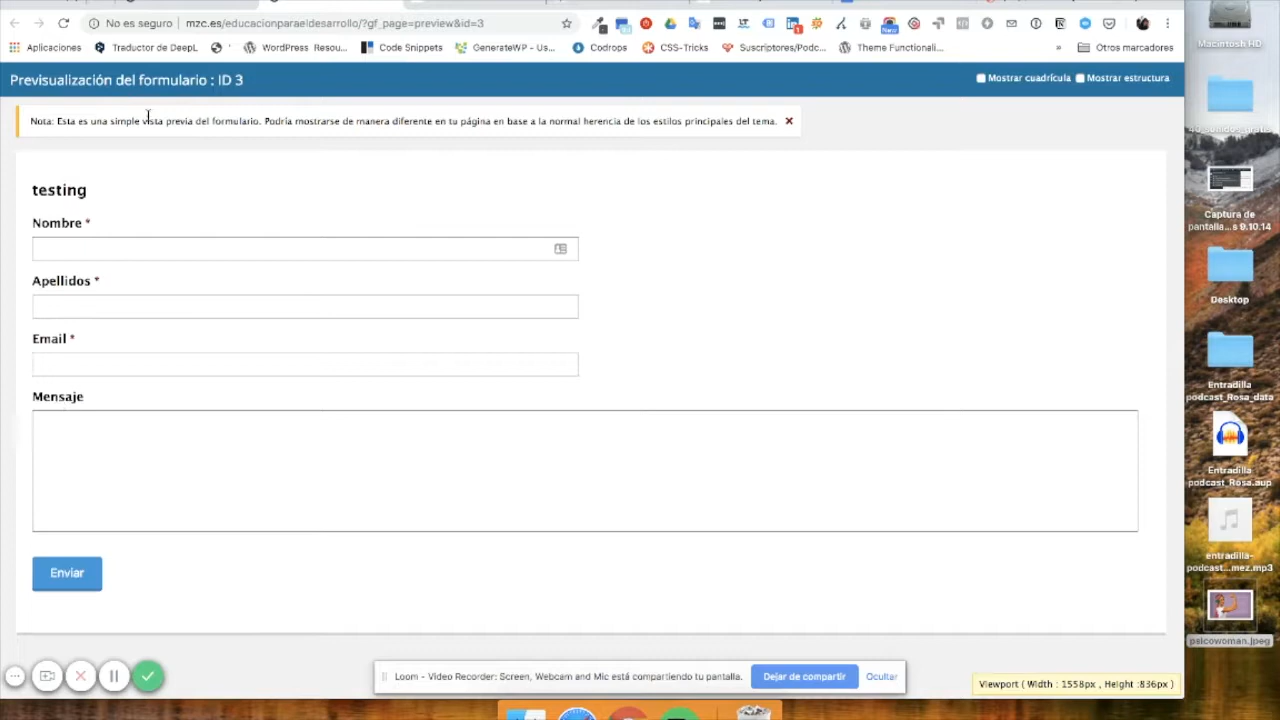 No es seguro mzc.es/educacionparaeldesarrollo/?gf_page=preview&id=3
Aplicaciones Traductor de DeepL ' WordPress Resou... Code Snippets GenerateWP - Us... Codrops CSS-Tricks Suscriptores/Podc... Theme Functionali... » Otros marcadores
Previsualización del formulario : ID 3
Mostrar cuadrícula Mostrar estructura
Nota: Esta es una simple vista previa del formulario. Podría mostrarse de manera diferente en tu página en base a la normal herencia de los estilos principales del tema.
testing
Nombre *
Apellidos *
Email *
Mensaje
Enviar
Loom - Video Recorder: Screen, Webcam and Mic está compartiendo tu pantalla. Dejar de compartir Ocultar
Viewport ( Width : 1558px , Height :836px )
Macintosh HD
Captura de
pantalla...s 9.10.14
Desktop
Entradilla
podcast_Rosa_data
Entradilla
podcast_Rosa.aup
entradilla-
podcast...mez.mp3
psicowoman.jpeg